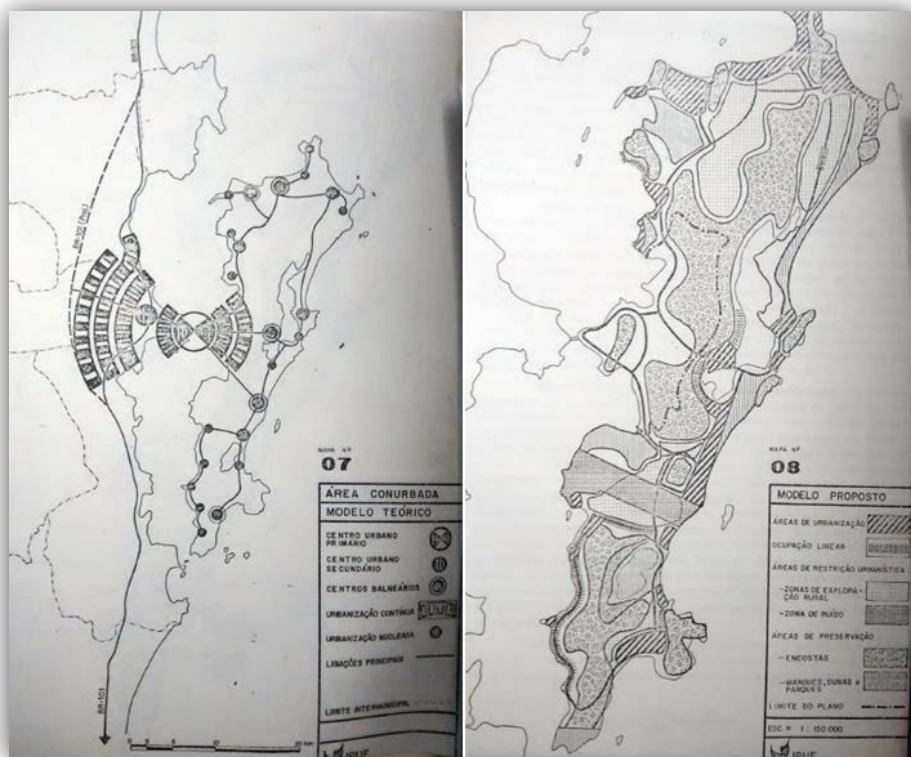 BR-101
MAPA Nº
07
ÁREA CONURBADA
MODELO TEÓRICO
CENTRO URBANO
PRIMÁRIO
CENTRO URBANO
SECUNDÁRIO
CENTROS BALNEÁRIOS
URBANIZAÇÃO CONTÍNUA
URBANIZAÇÃO NUCLEADA
LIGAÇÕES PRINCIPAIS
LIMITE INTERMUNICIPAL
BR-101
IPUF
MAPA Nº
08
MODELO PROPOSTO
ÁREAS DE URBANIZAÇÃO
OCUPAÇÃO LINEAR
ÁREAS DE RESTRIÇÃO URBANÍSTICA
-ZONAS DE EXPLORA-
ÇÃO RURAL
-ZONA DE RUÍDO
ÁREAS DE PRESERVAÇÃO
-ENCOSTAS
-MANGUES, DUNAS e
PARQUES
LIMITE DO PLANO
ESC. 1:150.000
IPUF